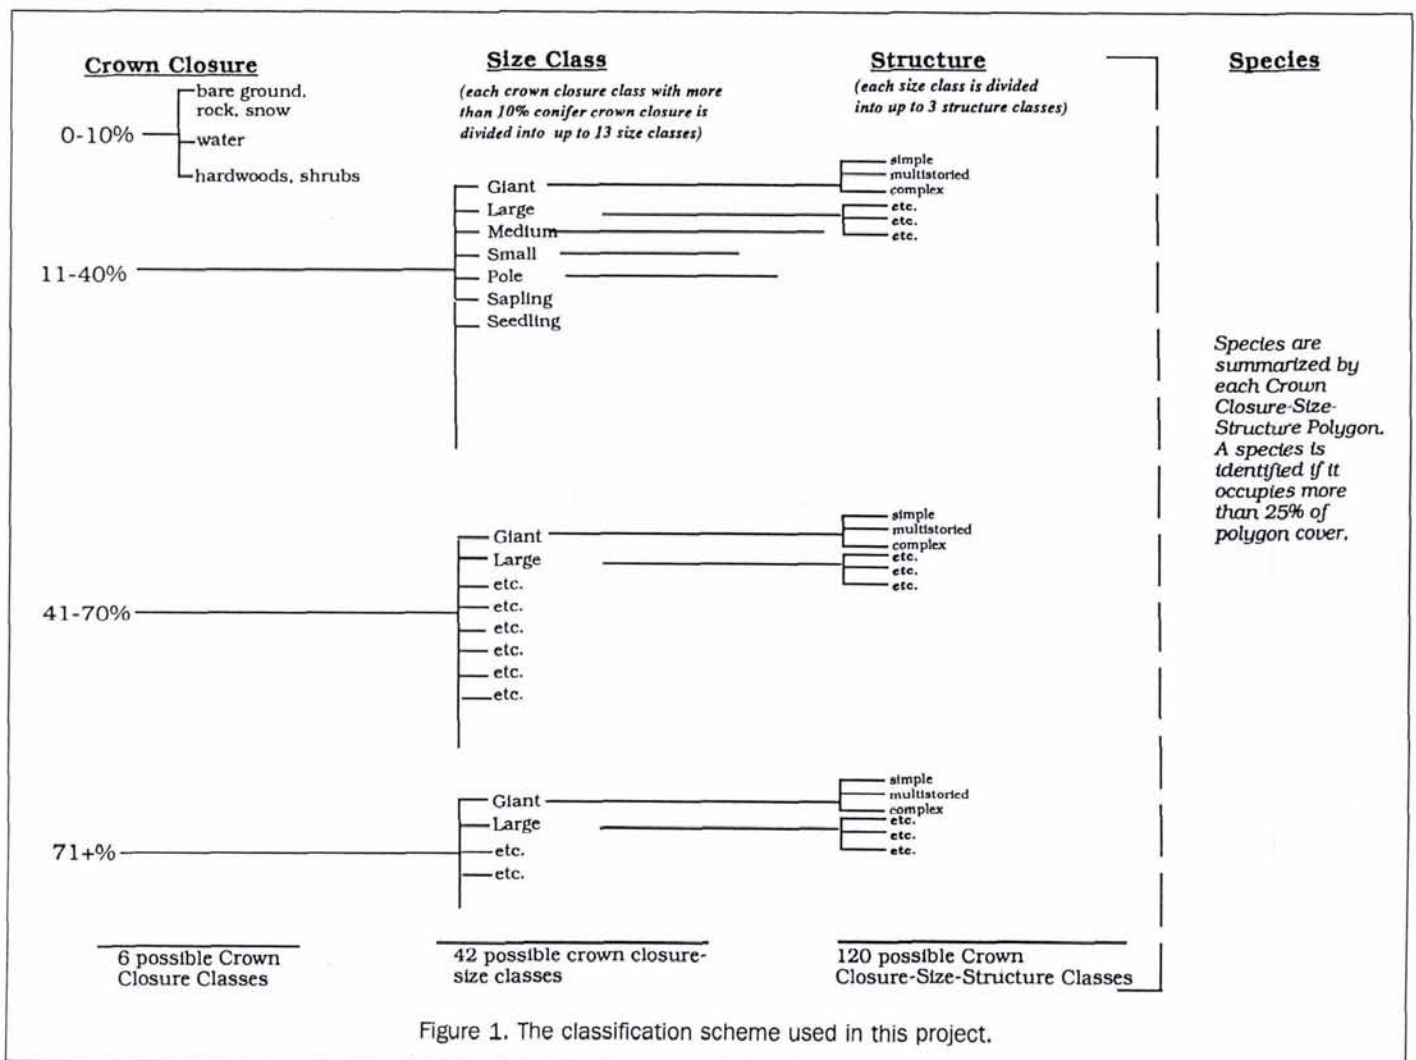 Crown Closure
bare ground,
rock, snow
0-10%
water
hardwoods, shrubs
11-40%
41-70%
71+%
6 possible Crown
Closure Classes
Size Class
(each crown closure class with more
than 10% conifer crown closure is
divided into up to 13 size classes)
Giant
Large
Medium
Small
Pole
Sapling
Seedling
Giant
Large
etc.
etc.
etc.
etc.
etc.
etc.
Giant
Large
etc.
etc.
42 possible crown closure-
size classes
Structure
(each size class is divided
into up to 3 structure classes)
simple
multistoried
complex
etc.
etc.
etc.
simple
multistoried
complex
etc.
etc.
etc.
simple
multistoried
complex
etc.
etc.
etc.
120 possible Crown
Closure-Size-Structure Classes
Species
Species are
summarized by
each Crown
Closure-Size-
Structure Polygon.
A species is
identified if it
occupies more
than 25% of
polygon cover.
Figure 1. The classification scheme used in this project.